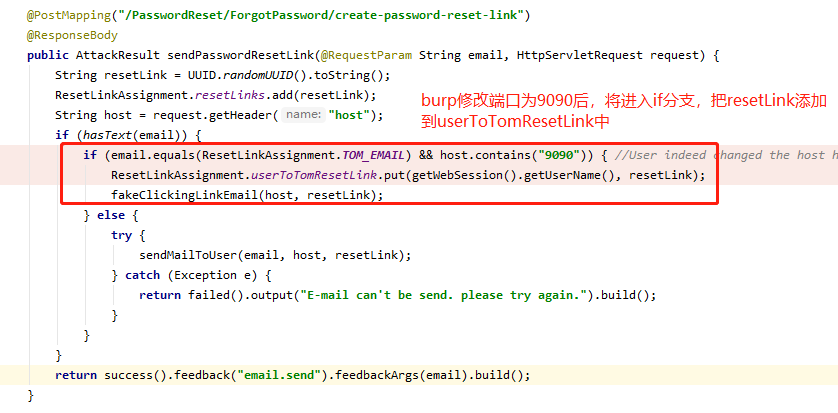 @PostMapping("/PasswordReset/ForgotPassword/create-password-reset-link")
@ResponseBody
public AttackResult sendPasswordResetLink(@RequestParam String email, HttpServletRequest request) {
String resetLink = UUID.randomUUID().toString();
ResetLinkAssignment.resetLinks.add(resetLink);
String host = request.getHeader( name: "host");
burp修改端口为9090后，将进入if分支，把resetLink添加
到userToTomResetLink中
if (hasText(email)) {
if (email.equals(ResetLinkAssignment.TOM_EMAIL) && host.contains("9090")) { //User indeed changed the host h
ResetLinkAssignment.userToTomResetLink.put(getWebSession().getUserName(), resetLink);
fakeClickingLinkEmail(host, resetLink);
} else {
try {
sendMailToUser(email, host, resetLink);
} catch (Exception e) {
return failed().output("E-mail can't be send. please try again.").build();
}
}
}
return success().feedback("email.send").feedbackArgs(email).build();
}